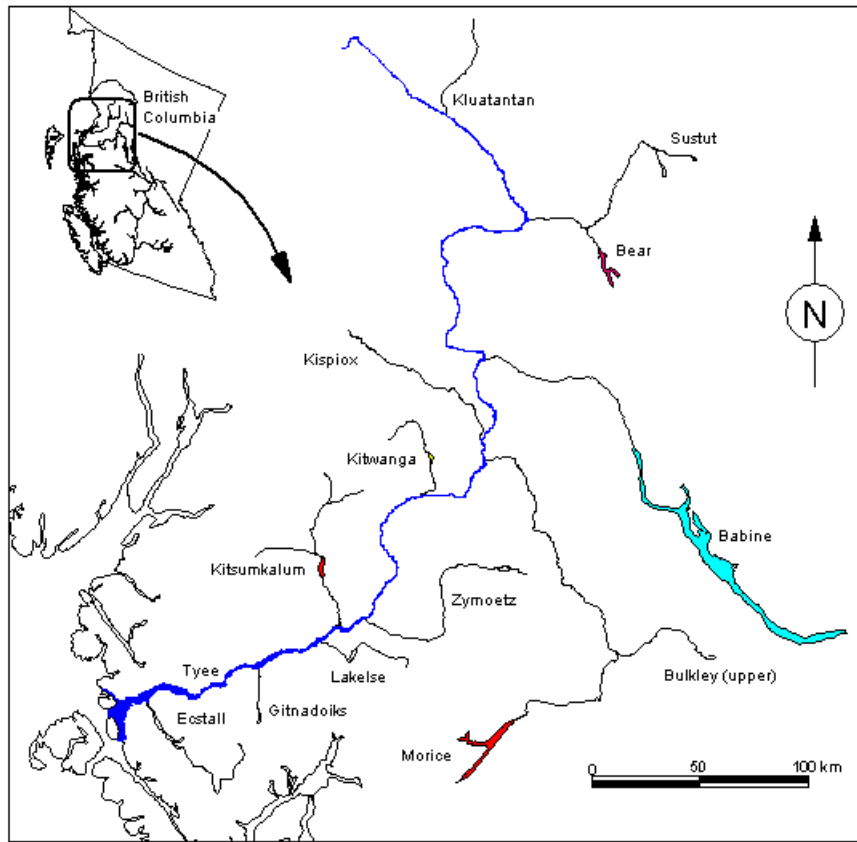 British
Columbia
Kluatantan
Sustut
Bear
N
Kispiox
Kitwanga
Babine
Kitsumkalum
Zymoetz
Tyee
Lakelse
Bulkley (upper)
Ecstall
Gitnadoiks
Morice
0 50 100 km